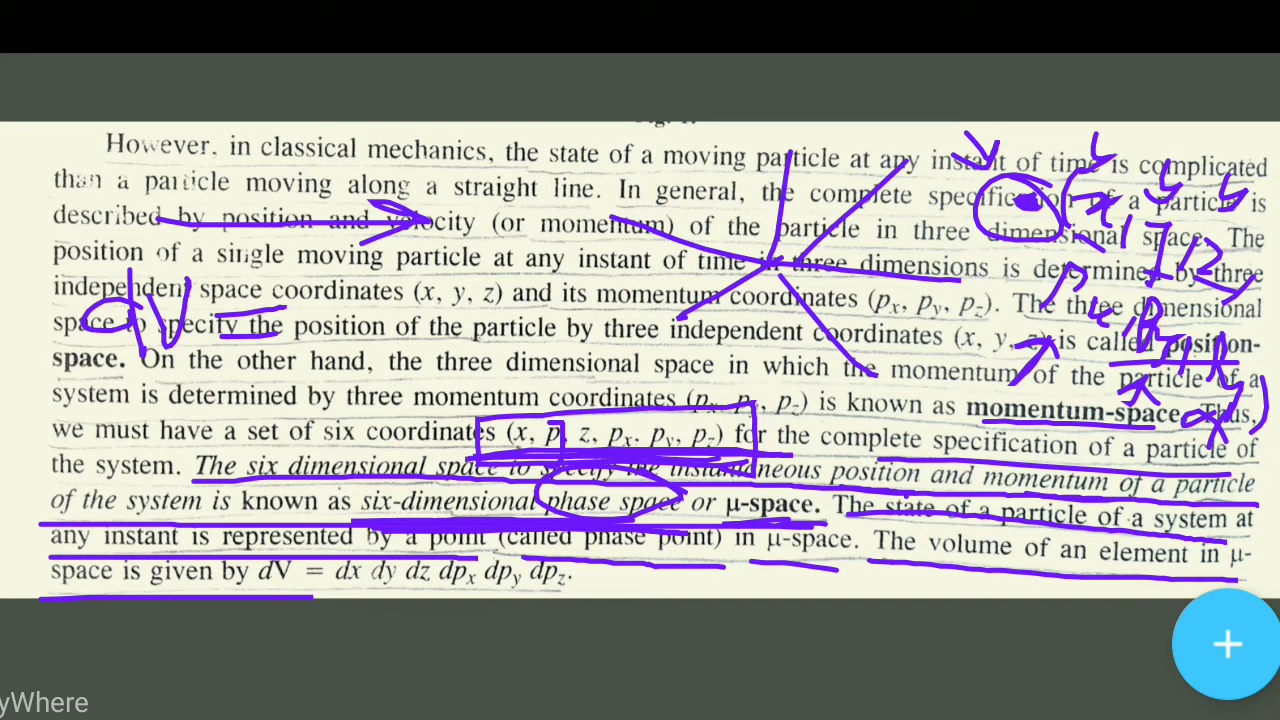 However, in classical mechanics, the state of a moving particle at any instant of time is complicated
than a particle moving along a straight line. In general, the complete specification of a particle is
described by position and velocity (or momentum) of the particle in three dimensional space. The
position of a single moving particle at any instant of time in three dimensions is determined by three
independent space coordinates (x, y, z) and its momentum coordinates (pₓ, pᵧ, p_z). The three dimensional
space to specify the position of the particle by three independent coordinates (x, y, z) is called position-
space. On the other hand, the three dimensional space in which the momentum of the particle of a
system is determined by three momentum coordinates (pₓ, pᵧ, p_z) is known as momentum-space. Thus,
we must have a set of six coordinates (x, p, z, pₓ, pᵧ, p_z) for the complete specification of a particle of
the system. The six dimensional space to specify the instantaneous position and momentum of a particle
of the system is known as six-dimensional phase space or μ-space. The state of a particle of a system at
any instant is represented by a point (called phase point) in μ-space. The volume of an element in μ-
space is given by dV = dx dy dz dpₓ dpᵧ dp_z.
dV
yWhere